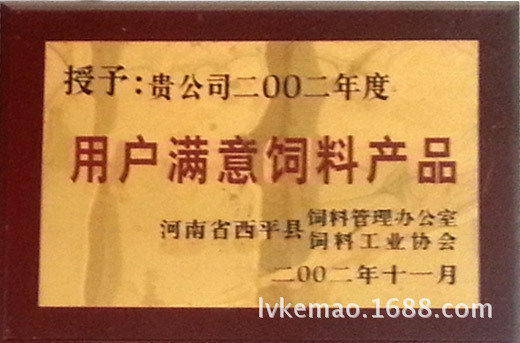 授予:贵公司二00二年度
用户满意饲料产品
河南省西平县 饲料管理办公室
饲料工业协会
二00二年十一月
lvkemao.1688.com